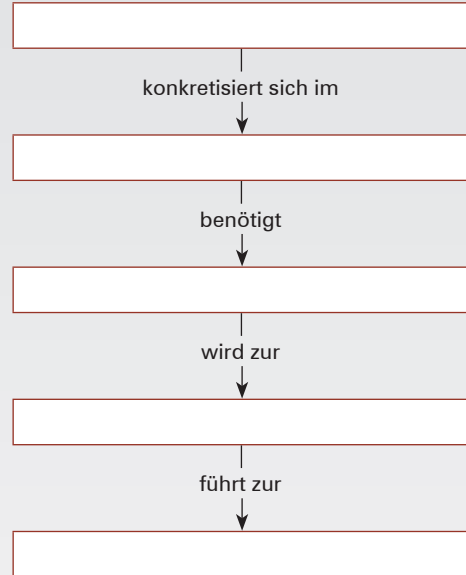 konkretisiert sich im
benötigt
wird zur
führt zur